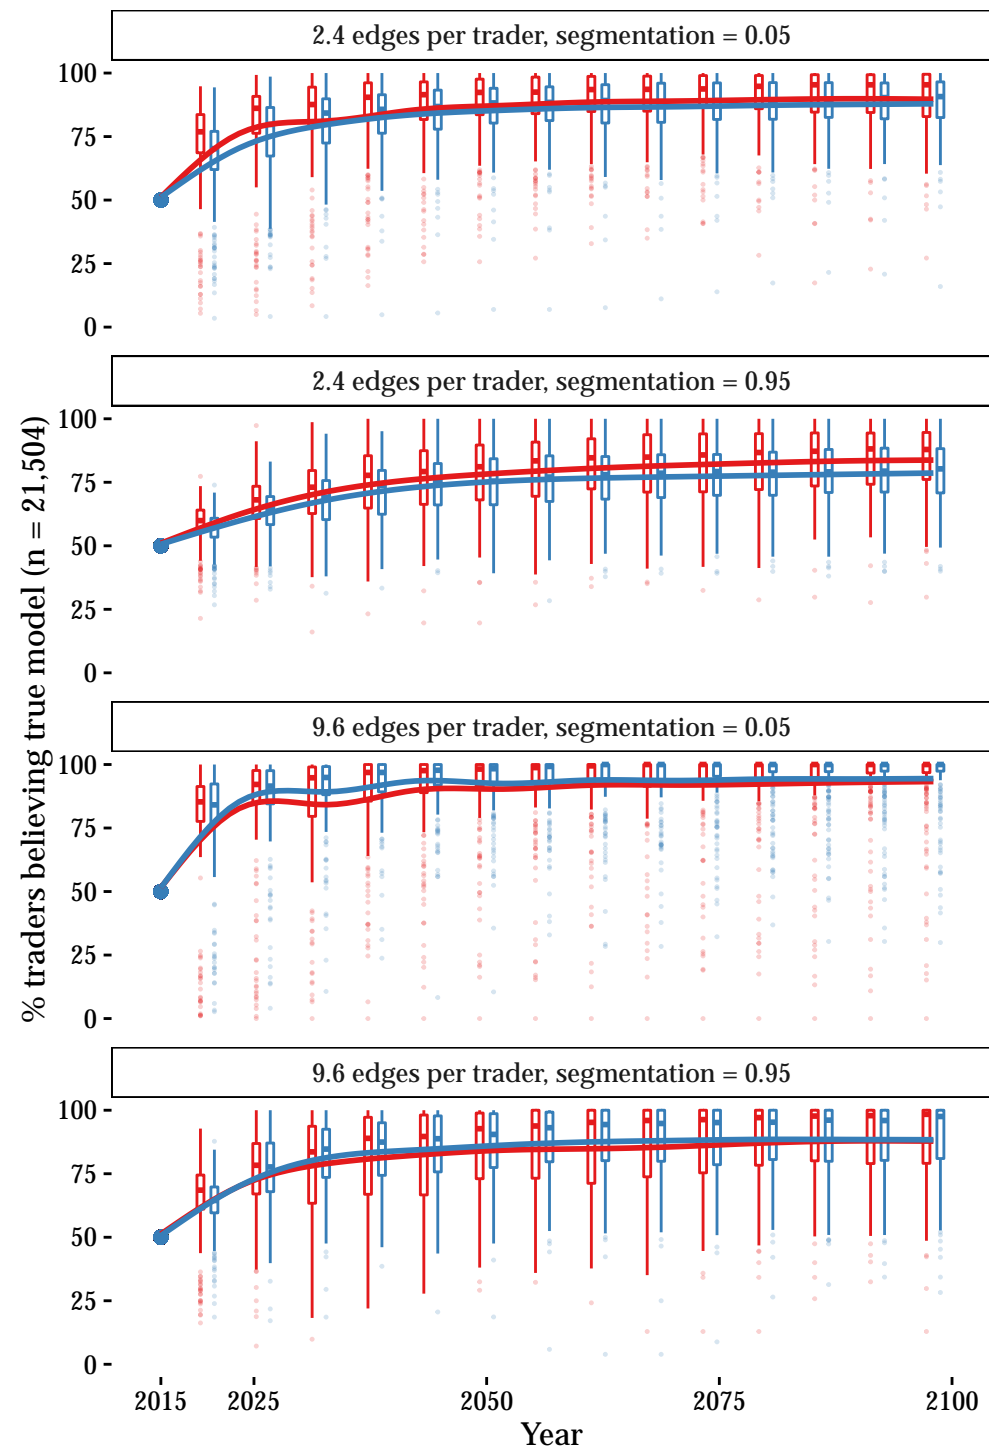 % traders believing true model (n = 21,504)
2.4 edges per trader, segmentation = 0.05
100
75
50
25
0
2.4 edges per trader, segmentation = 0.95
100
75
50
25
0
9.6 edges per trader, segmentation = 0.05
100
75
50
25
0
9.6 edges per trader, segmentation = 0.95
100
75
50
25
0
2015 2025 2050 2075 2100
Year